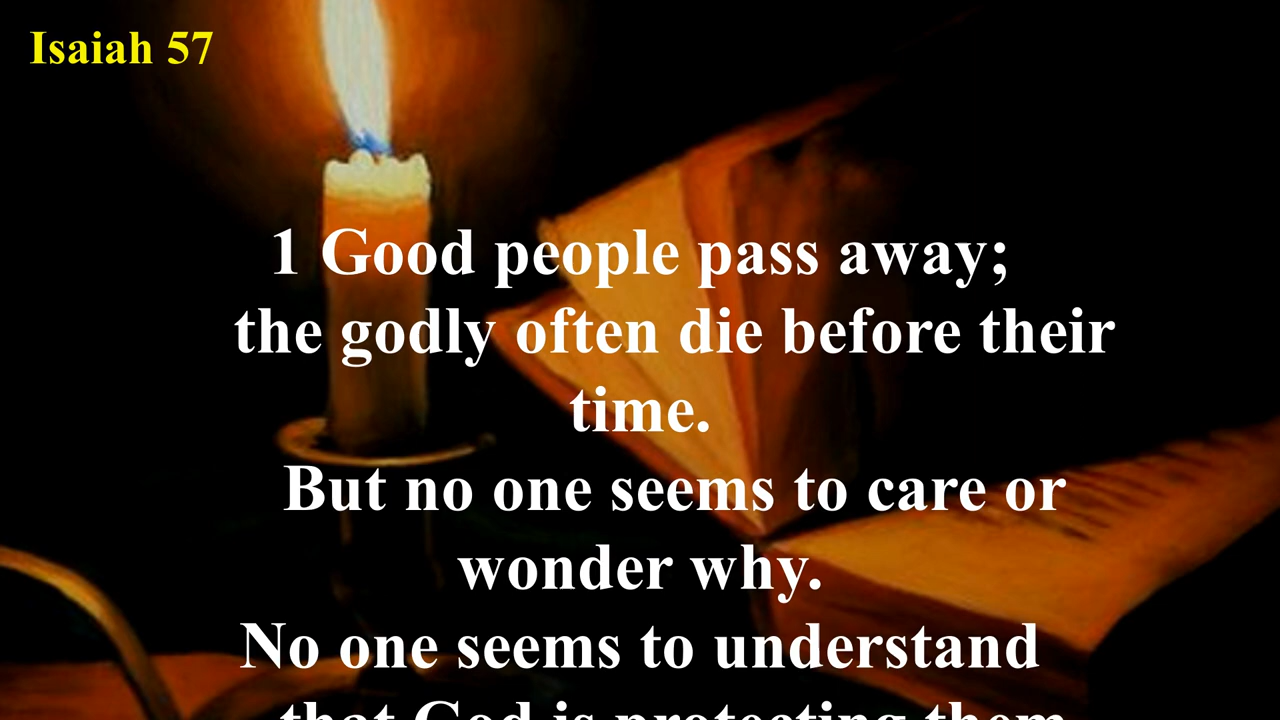 Isaiah 57
1 Good people pass away;
the godly often die before their
time.
But no one seems to care or
wonder why.
No one seems to understand
that God is protecting them